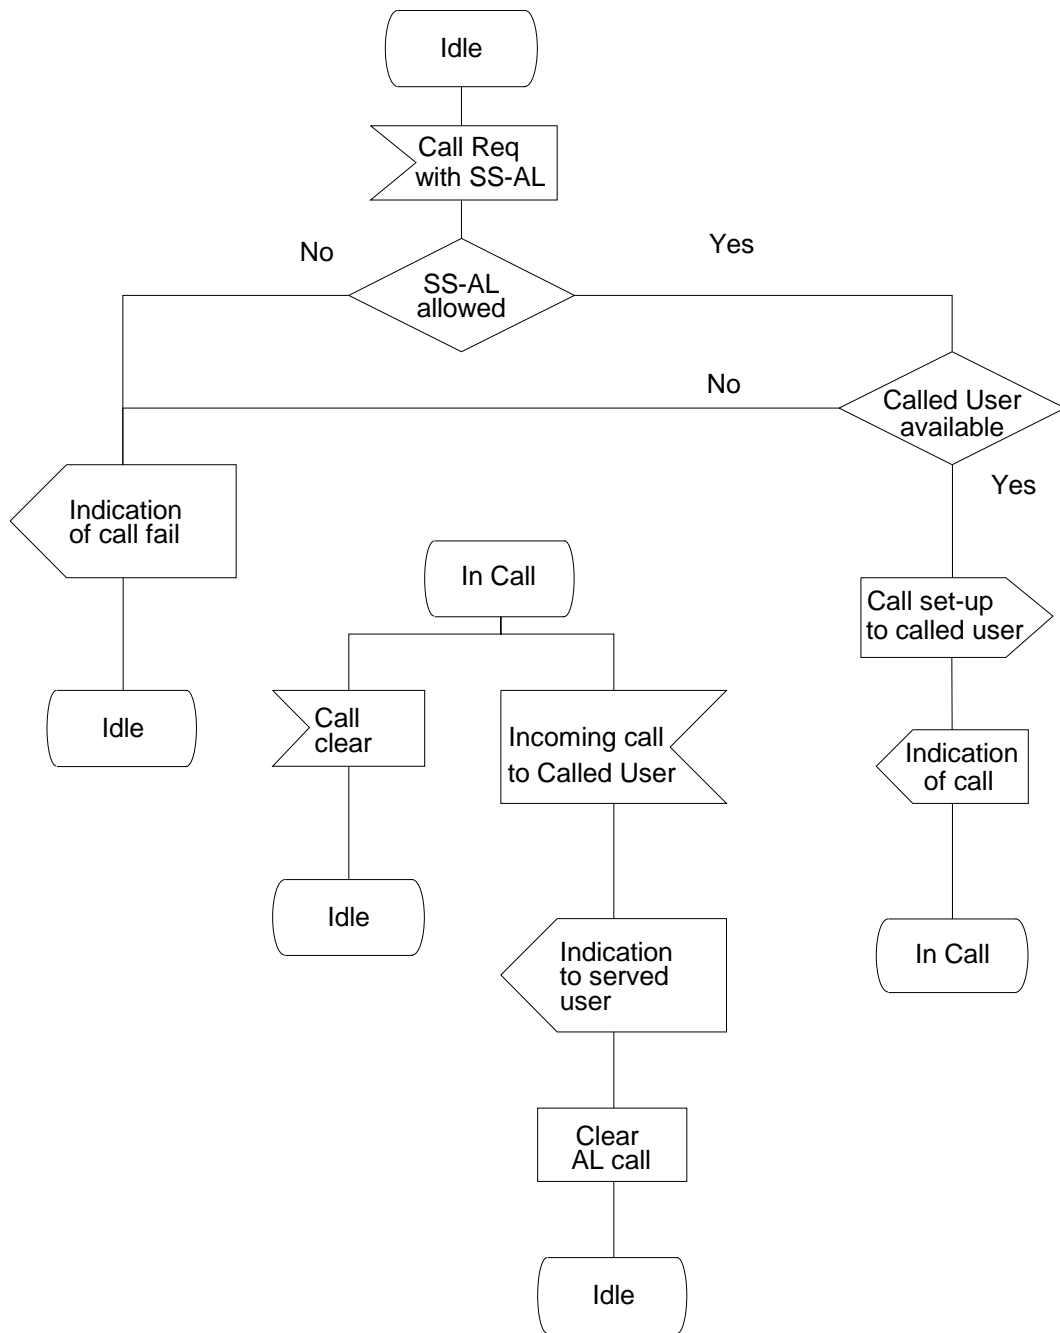 Idle
Call Req
with SS-AL
No
Yes
SS-AL
allowed
No
Called User
available
Yes
Indication
of call fail
In Call
Call set-up
to called user
Idle
Call
clear
Incoming call
to Called User
Indication
of call
Idle
Indication
to served
user
In Call
Clear
AL call
Idle